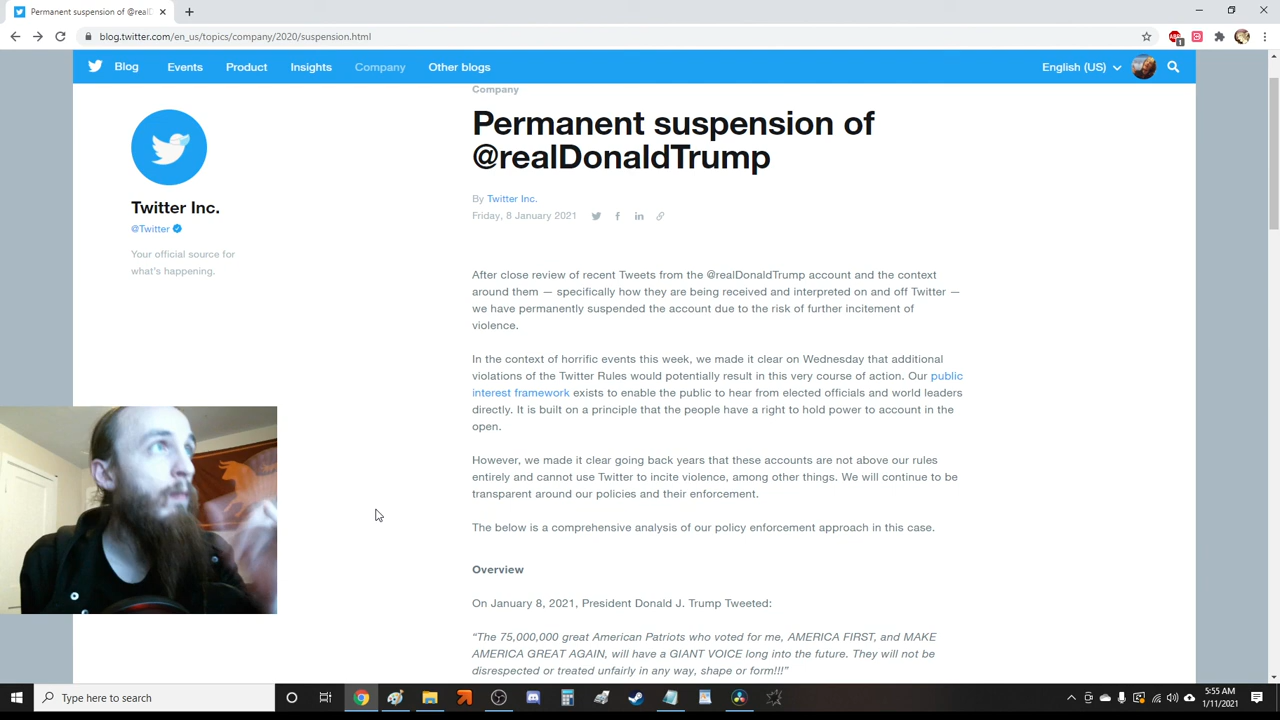 Permanent suspension of @realD
blog.twitter.com/en_us/topics/company/2020/suspension.html
1
Blog Events Product Insights Company Other blogs English (US)
Company
Permanent suspension of
@realDonaldTrump
By Twitter Inc.
Friday, 8 January 2021
Twitter Inc.
@Twitter
Your official source for
what's happening.
After close review of recent Tweets from the @realDonaldTrump account and the context
around them — specifically how they are being received and interpreted on and off Twitter —
we have permanently suspended the account due to the risk of further incitement of
violence.
In the context of horrific events this week, we made it clear on Wednesday that additional
violations of the Twitter Rules would potentially result in this very course of action. Our public
interest framework exists to enable the public to hear from elected officials and world leaders
directly. It is built on a principle that the people have a right to hold power to account in the
open.
However, we made it clear going back years that these accounts are not above our rules
entirely and cannot use Twitter to incite violence, among other things. We will continue to be
transparent around our policies and their enforcement.
The below is a comprehensive analysis of our policy enforcement approach in this case.
Overview
On January 8, 2021, President Donald J. Trump Tweeted:
“The 75,000,000 great American Patriots who voted for me, AMERICA FIRST, and MAKE
AMERICA GREAT AGAIN, will have a GIANT VOICE long into the future. They will not be
disrespected or treated unfairly in any way, shape or form!!!”
Type here to search
5:55 AM
1/11/2021